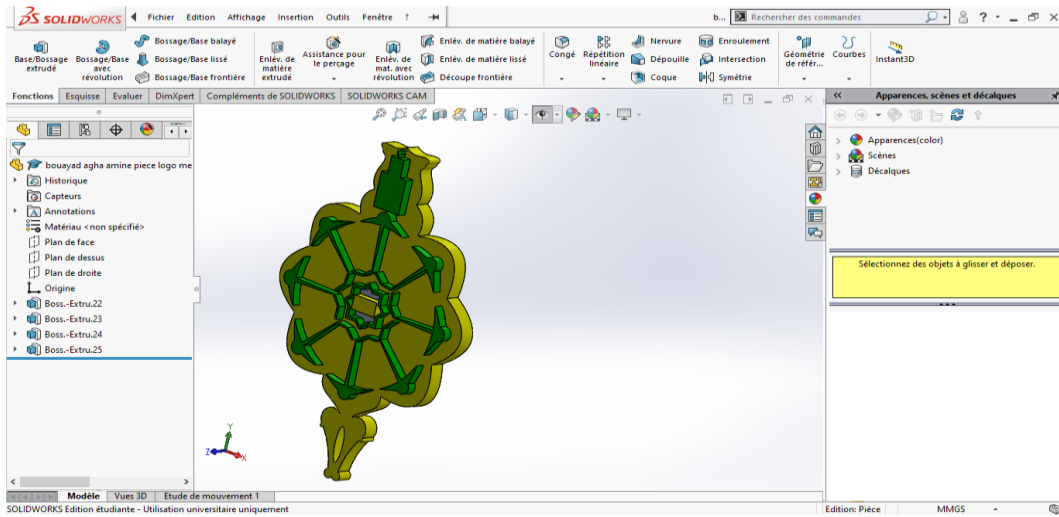 SOLIDWORKS Fichier Edition Affichage Insertion Outils Fenêtre ? b... Rechercher des commandes ?
Base/Bossage extrudé
Bossage/Base avec révolution
Bossage/Base balayé
Bossage/Base lissé
Bossage/Base frontière
Enlèv. de matière extrudé
Assistance pour le perçage
Enlèv. de mat. avec révolution
Enlèv. de matière balayé
Enlèv. de matière lissé
Découpe frontière
Congé
Répétition linéaire
Nervure
Dépouille
Coque
Enroulement
Intersection
Symétrie
Géométrie de référ...
Courbes
Instant3D
Fonctions Esquisse Evaluer DimXpert Compléments de SOLIDWORKS SOLIDWORKS CAM
bouayad agha amine piece logo me
Historique
Capteurs
Annotations
Matériau <non spécifié>
Plan de face
Plan de dessus
Plan de droite
Origine
Boss.-Extru.22
Boss.-Extru.23
Boss.-Extru.24
Boss.-Extru.25
Y
Z
X
Apparences, scènes et décalques
Apparences(color)
Scènes
Décalques
Sélectionnez des objets à glisser et déposer.
Modèle Vues 3D Etude de mouvement 1
SOLIDWORKS Edition étudiante - Utilisation universitaire uniquement Edition: Pièce MMGS